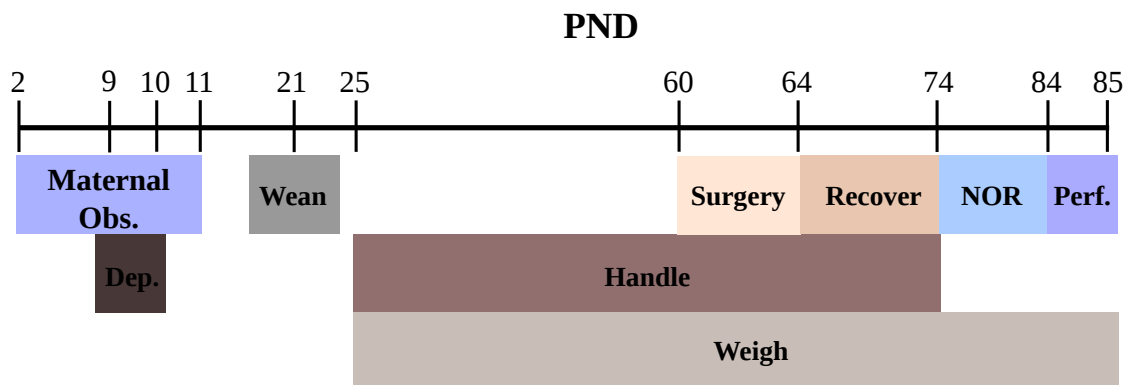 PND
2 9 10 11 21 25 60 64 74 84 85
Maternal
Obs.
Wean
Surgery
Recover
NOR
Perf.
Dep.
Handle
Weigh